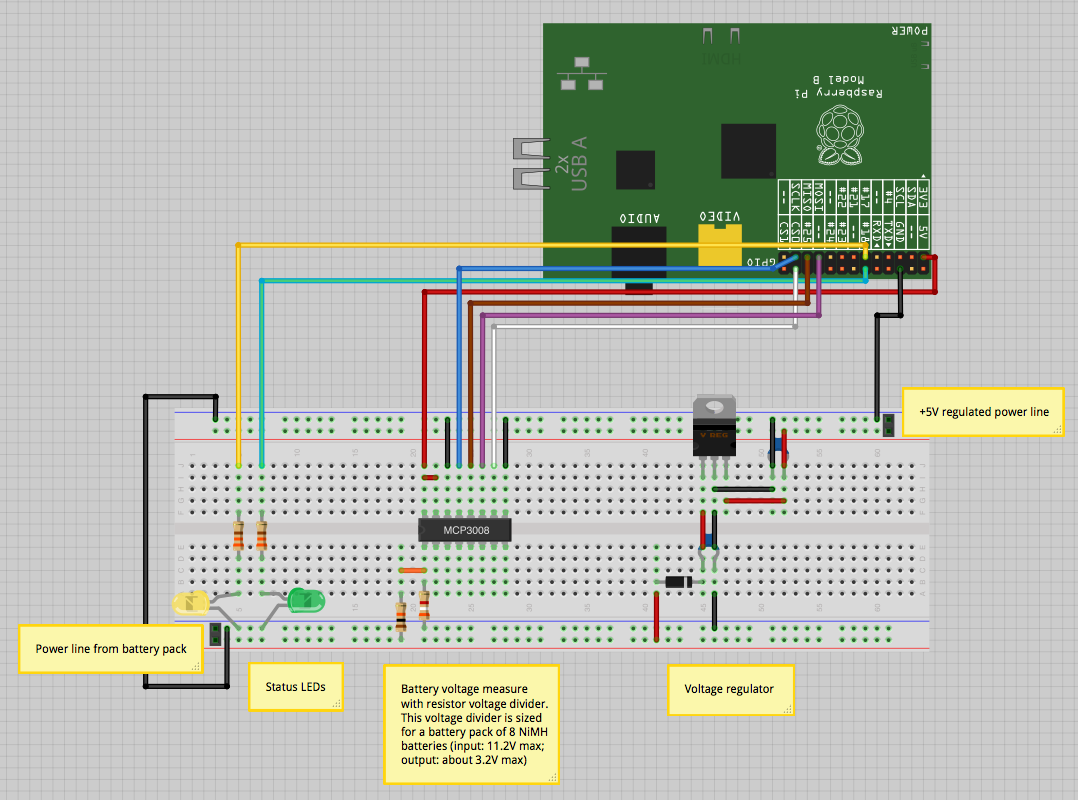 POWER
HDMI
Raspberry Pi
Model B
®
2x
USB A
AUDIO
VIDEO
GPIO
-- SCLK MISO MOSI -- #22 #21 #17 -- #4 SCL SDA 3V3
CS1 CS0 #25 -- #24 #23 -- #18 RXD TXD -- GND -- 5V
+5V regulated power line
V REG
MCP3008
Power line from battery pack
Status LEDs
Battery voltage measure
with resistor voltage divider.
This voltage divider is sized
for a battery pack of 8 NiMH
batteries (input: 11.2V max;
output: about 3.2V max)
Voltage regulator